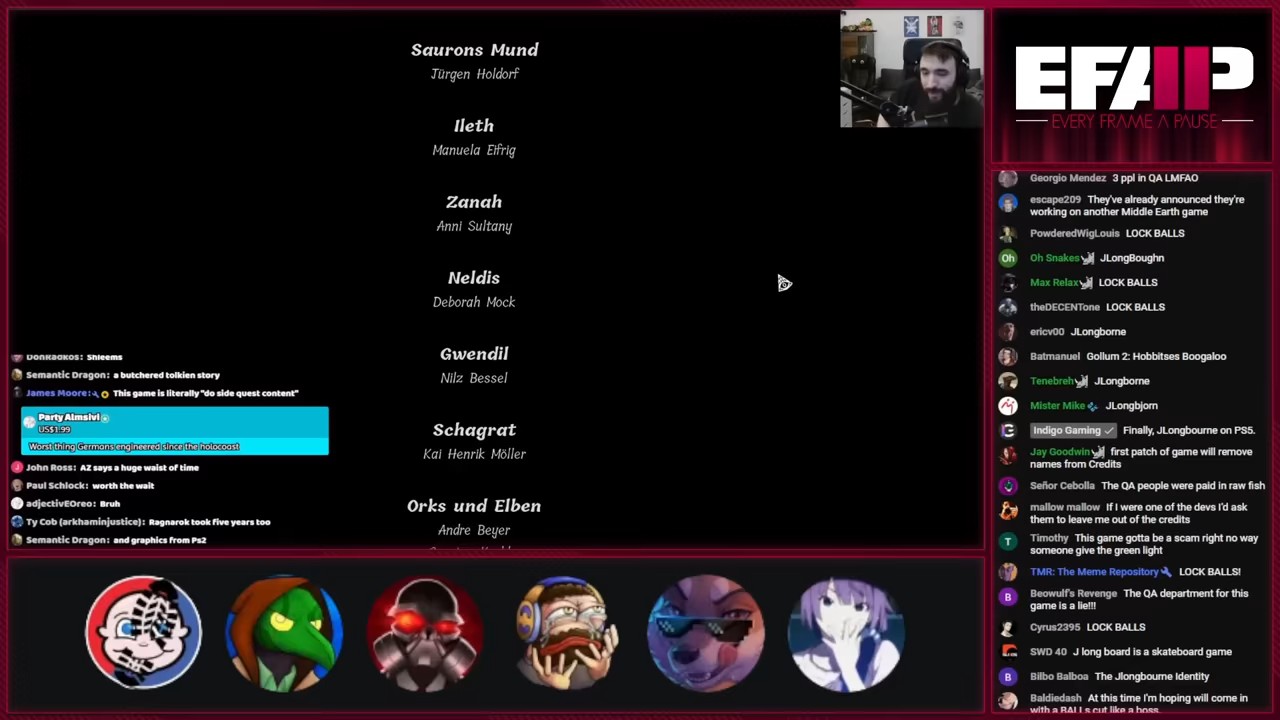 Saurons Mund
Jürgen Holdorf
Ileth
Manuela Eifrig
Zanah
Anni Sultany
Neldis
Deborah Mock
Gwendil
Nilz Bessel
Schagrat
Kai Henrik Möller
Orks und Elben
Andre Beyer
DonRadkos: Shleems
Semantic Dragon: a butchered tolkien story
James Moore: This game is literally "do side quest content"
Party Almsivi
US$1.99
Worst thing Germans engineered since the holocoast
John Ross: AZ says a huge waist of time
Paul Schlock: worth the wait
adjectivEOreo: Bruh
Ty Cob (arkhaminjustice): Ragnarok took five years too
Semantic Dragon: and graphics from Ps2
EFAP
EVERY FRAME A PAUSE
Georgio Mendez 3 ppl in QA LMFAO
escape209 They've already announced they're
working on another Middle Earth game
PowderedWigLouis LOCK BALLS
Oh
Oh Snakes JLongBoughn
Max Relax LOCK BALLS
theDECENTone LOCK BALLS
ericv00 JLongborne
Batmanuel Gollum 2: Hobbitses Boogaloo
Tenebreh JLongborne
Mister Mike JLongbjorn
Indigo Gaming Finally, JLongbourne on PS5.
Jay Goodwin first patch of game will remove
names from Credits
Señor Cebolla The QA people were paid in raw fish
mallow mallow If I were one of the devs I'd ask
them to leave me out of the credits
T
Timothy This game gotta be a scam right no way
someone give the green light
TMR: The Meme Repository LOCK BALLS!
B
Beowulf's Revenge The QA department for this
game is a lie!!!
Cyrus2395 LOCK BALLS
SWD 40 J long board is a skateboard game
B
Bilbo Balboa The Jlongbourne Identity
Baldiedash At this time I'm hoping will come in
with a BALLs cut like a boss